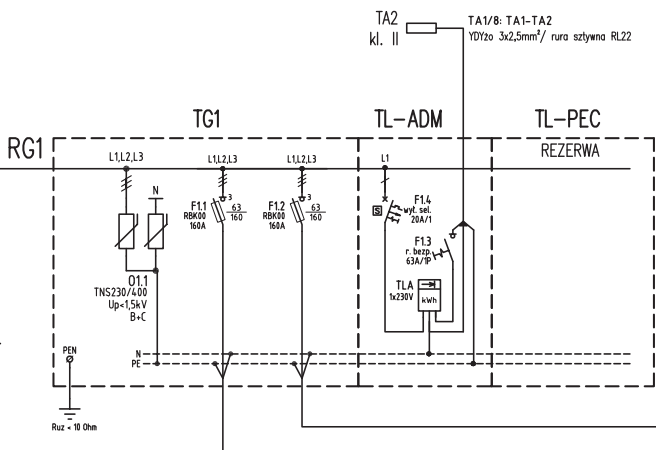 TA2
kl. II
TA1/8: TA1-TA2
YDYżo 3x2,5mm²/ rura sztywna RL22
RG1
TG1
TL-ADM
TL-PEC
REZERWA
L1,L2,L3
L1,L2,L3
L1,L2,L3
L1
N
F1.1
RBK00
160A
3
63
160
F1.2
RBK00
160A
3
63
160
S
F1.4
wył. sel.
20A/1
F1.3
r. bezp.
63A/1P
TLA
1x230V
kWh
O1.1
TNS230/400
Up<1,5kV
B+C
PEN
N
PE
Ruz < 10 Ohm